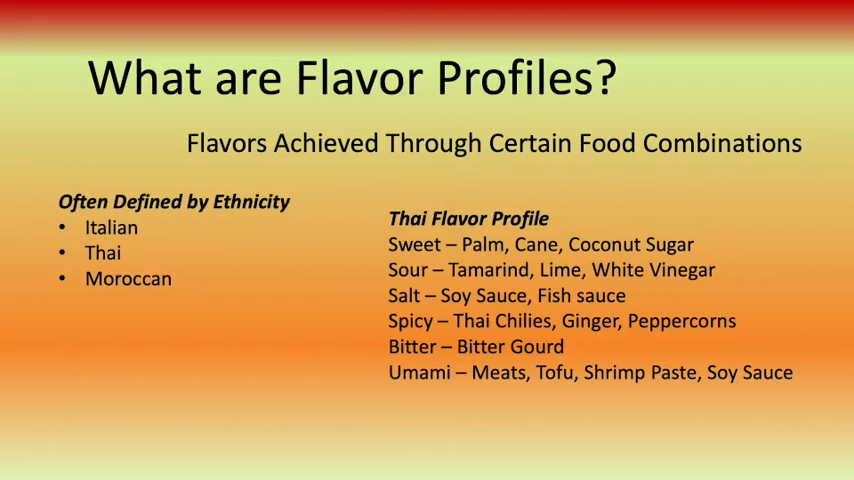 What are Flavor Profiles?
Flavors Achieved Through Certain Food Combinations
Often Defined by Ethnicity
• Italian
• Thai
• Moroccan
Thai Flavor Profile
Sweet – Palm, Cane, Coconut Sugar
Sour – Tamarind, Lime, White Vinegar
Salt – Soy Sauce, Fish sauce
Spicy – Thai Chilies, Ginger, Peppercorns
Bitter – Bitter Gourd
Umami – Meats, Tofu, Shrimp Paste, Soy Sauce